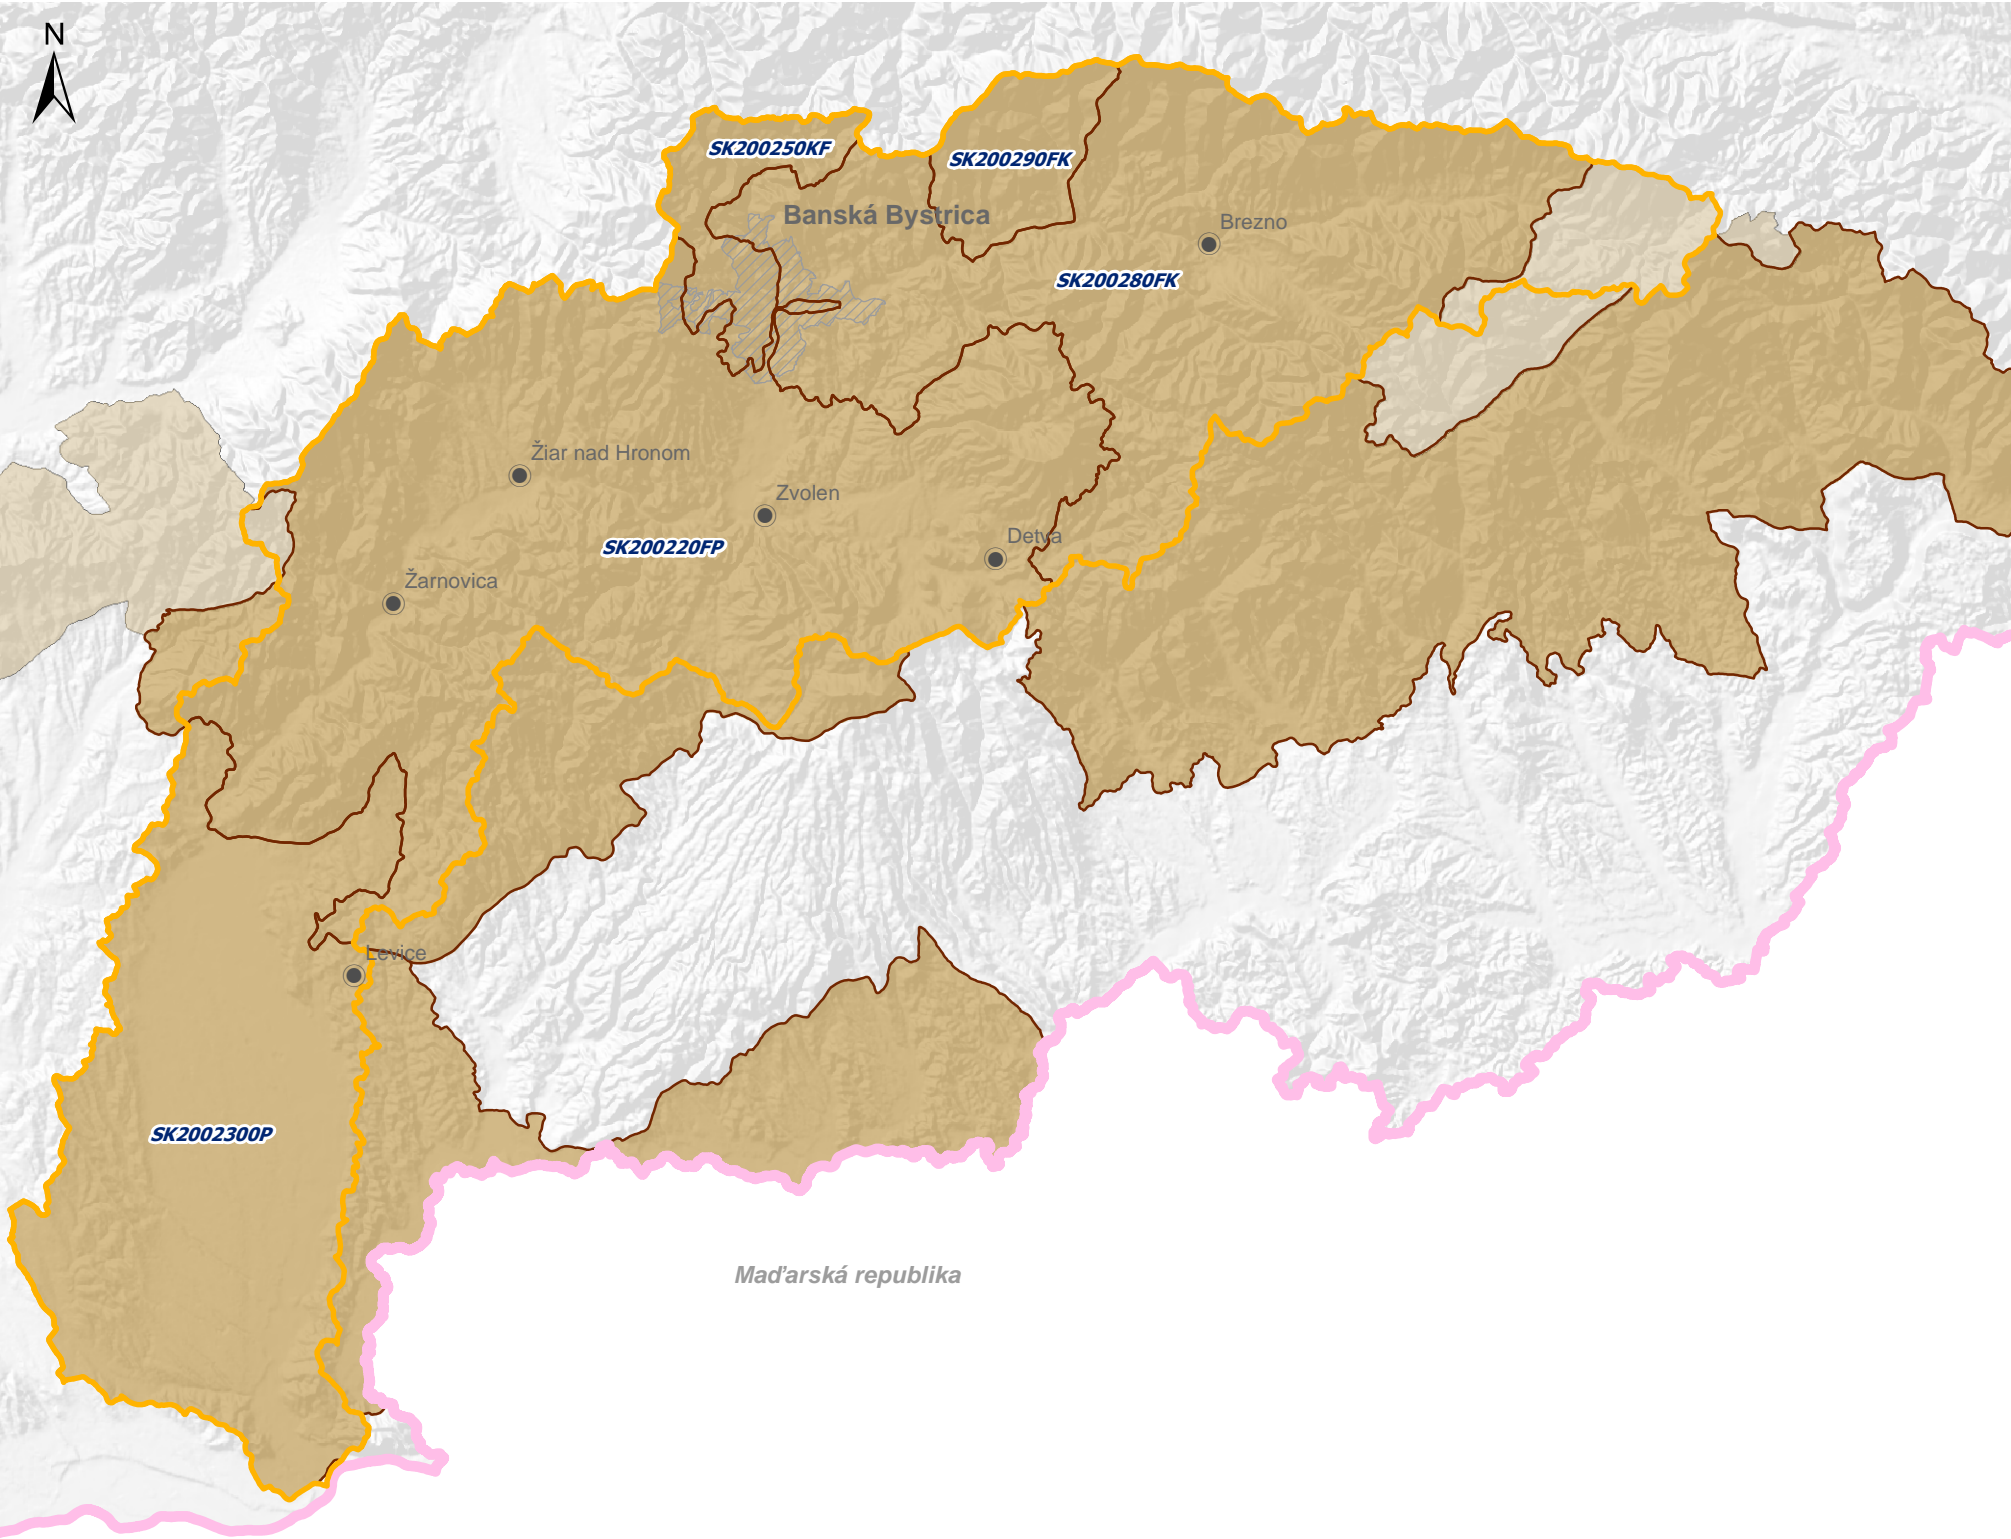 N
SK200250KF
SK200290FK
Banská Bystrica
Brezno
SK200280FK
Žiar nad Hronom
Zvolen
Detva
SK200220FP
Žarnovica
Levice
SK2002300P
Maďarská republika